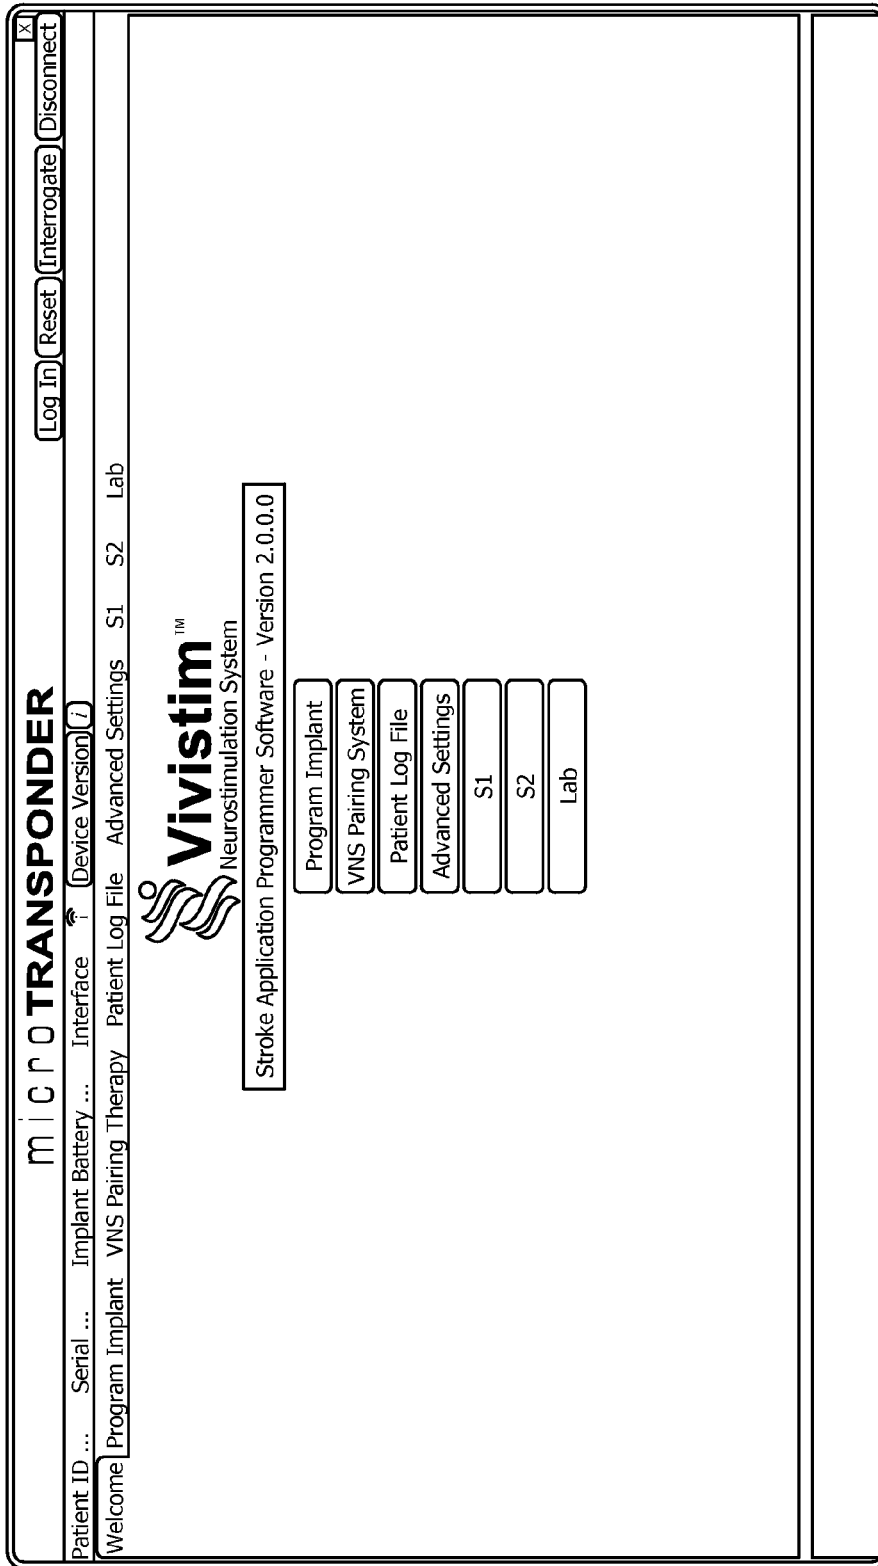 microTRANSPONDER
X
Log In Reset Interrogate Disconnect
Patient ID ... Serial ... Implant Battery ... Interface Device Version i
Welcome Program Implant VNS Pairing Therapy Patient Log File Advanced Settings S1 S2 Lab
Vivistim™
Neurostimulation System
Stroke Application Programmer Software - Version 2.0.0.0
Program Implant
VNS Pairing System
Patient Log File
Advanced Settings
S1
S2
Lab